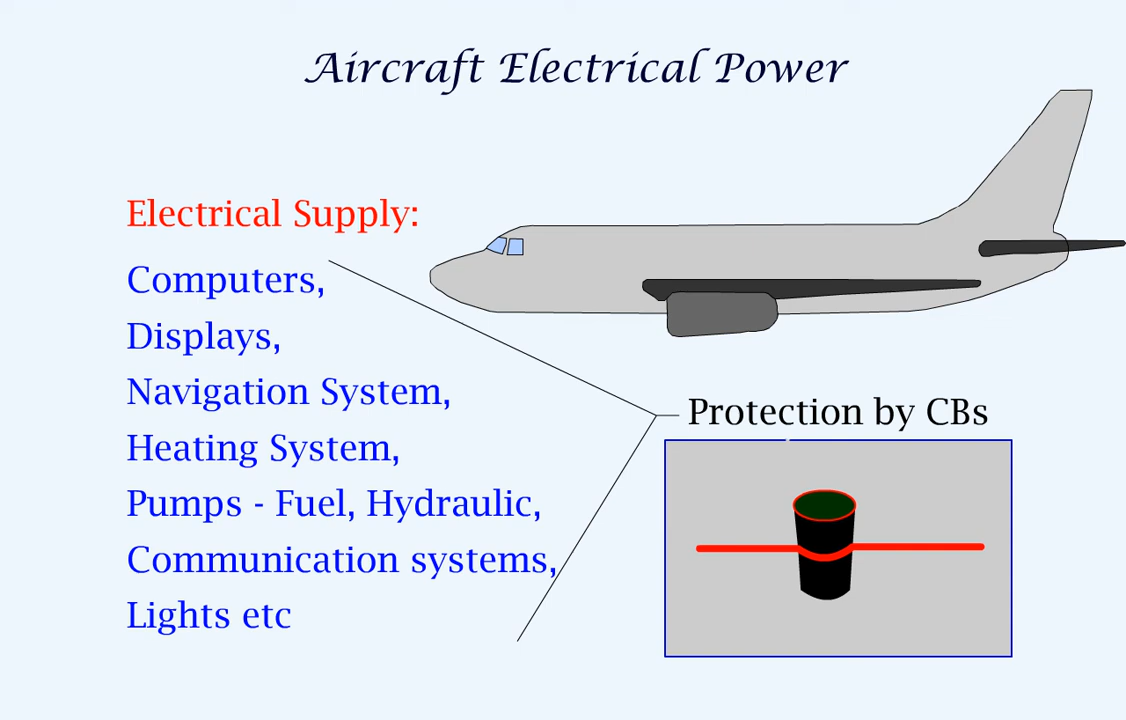 Aircraft Electrical Power
Electrical Supply:
Computers,
Displays,
Navigation System,
Heating System,
Pumps - Fuel, Hydraulic,
Communication systems,
Lights etc
Protection by CBs